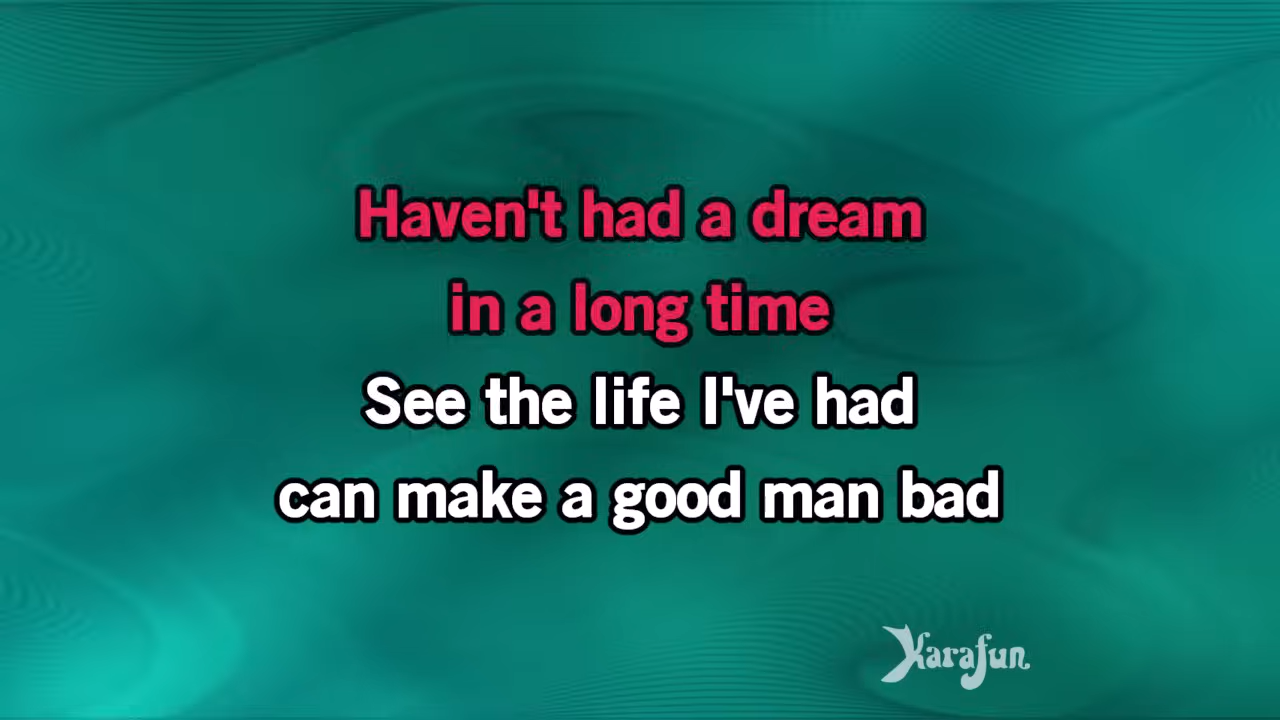 Haven't had a dream
in a long time
See the life I've had
can make a good man bad
Karafun